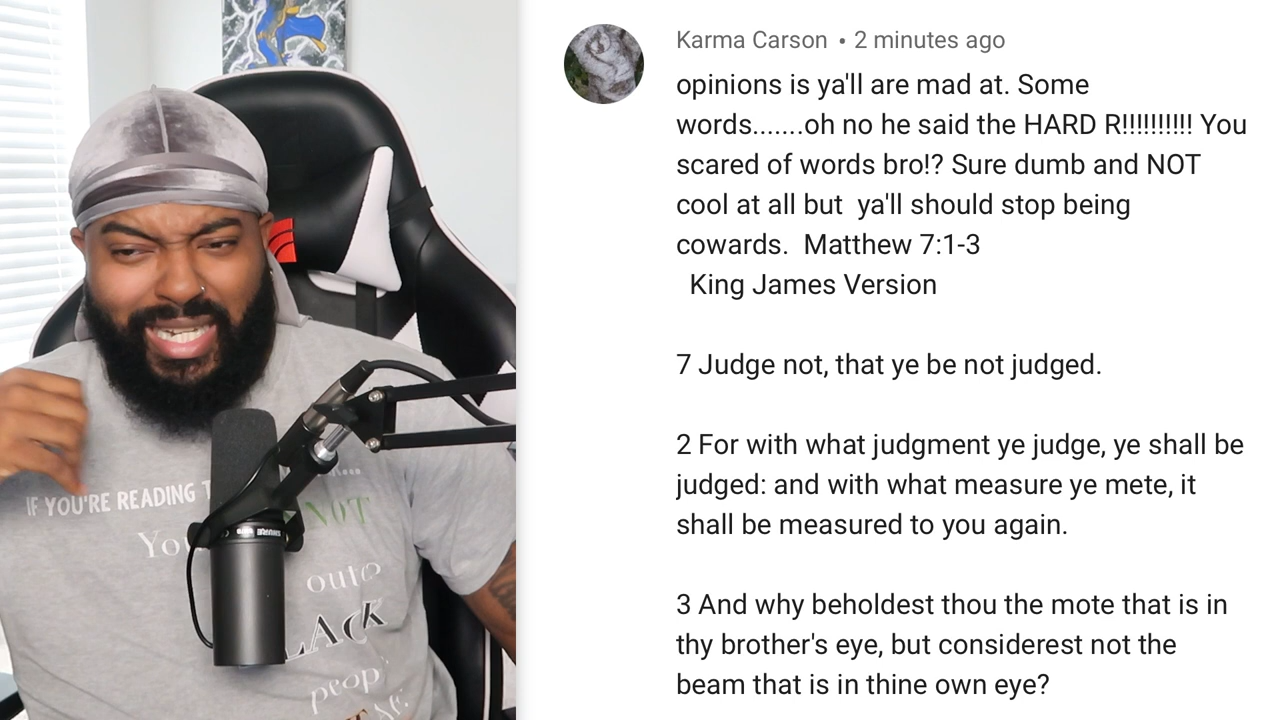 Karma Carson • 2 minutes ago
opinions is ya'll are mad at. Some
words.......oh no he said the HARD R!!!!!!!!!! You
scared of words bro!? Sure dumb and NOT
cool at all but  ya'll should stop being
cowards.  Matthew 7:1-3
King James Version
7 Judge not, that ye be not judged.
2 For with what judgment ye judge, ye shall be
judged: and with what measure ye mete, it
shall be measured to you again.
3 And why beholdest thou the mote that is in
thy brother's eye, but considerest not the
beam that is in thine own eye?
IF YOU'RE READING
NOT